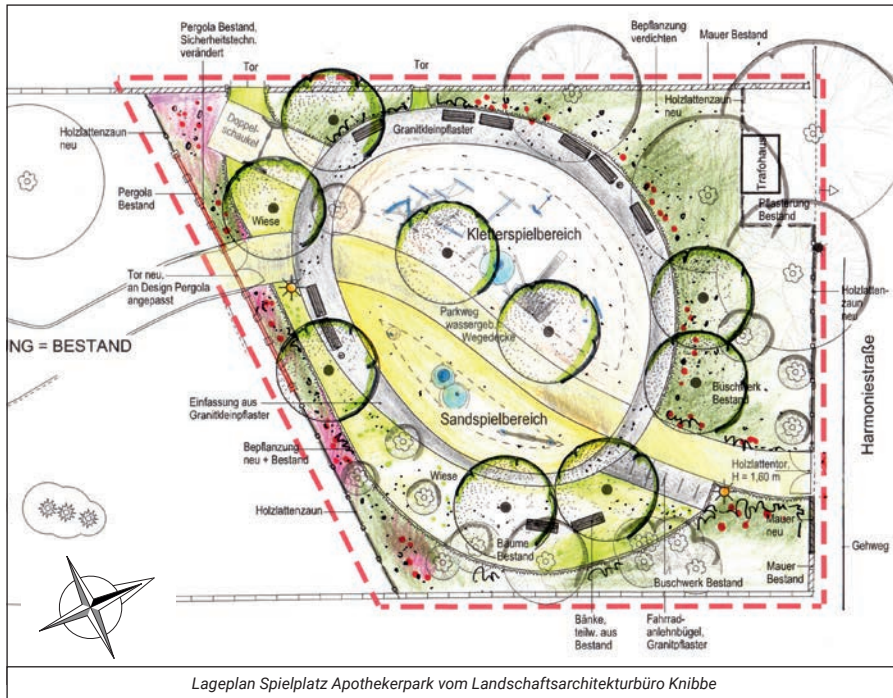 Pergola Bestand,
Sicherheitstechn.
verändert
Tor
Tor
Bepflanzung
verdichten
Mauer Bestand
Holzlattenzaun
neu
Holzlattenzaun
neu
Doppel-
schaukel
Granitkleinpflaster
Trafohaus
Pergola
Bestand
Wiese
Pflasterung
Bestand
Kletterspielbereich
Tor neu,
an Design Pergola
angepasst
Holzlatten-
zaun
neu
Parkweg
wassergeb.
Wegedecke
NG = BESTAND
Harmoniestraße
Buschwerk
Bestand
Einfassung aus
Granitkleinpflaster
Sandspielbereich
Bepflanzung
neu + Bestand
Wiese
Holzlattentor,
H = 1,60 m
Holzlattenzaun
Mauer
neu
Gehweg
Bäume
Bestand
Buschwerk Bestand
Mauer
Bestand
Bänke,
teilw. aus
Bestand
Fahrrad-
anlehnbügel,
Granitpflaster
Lageplan Spielplatz Apothekerpark vom Landschaftsarchitekturbüro Knibbe